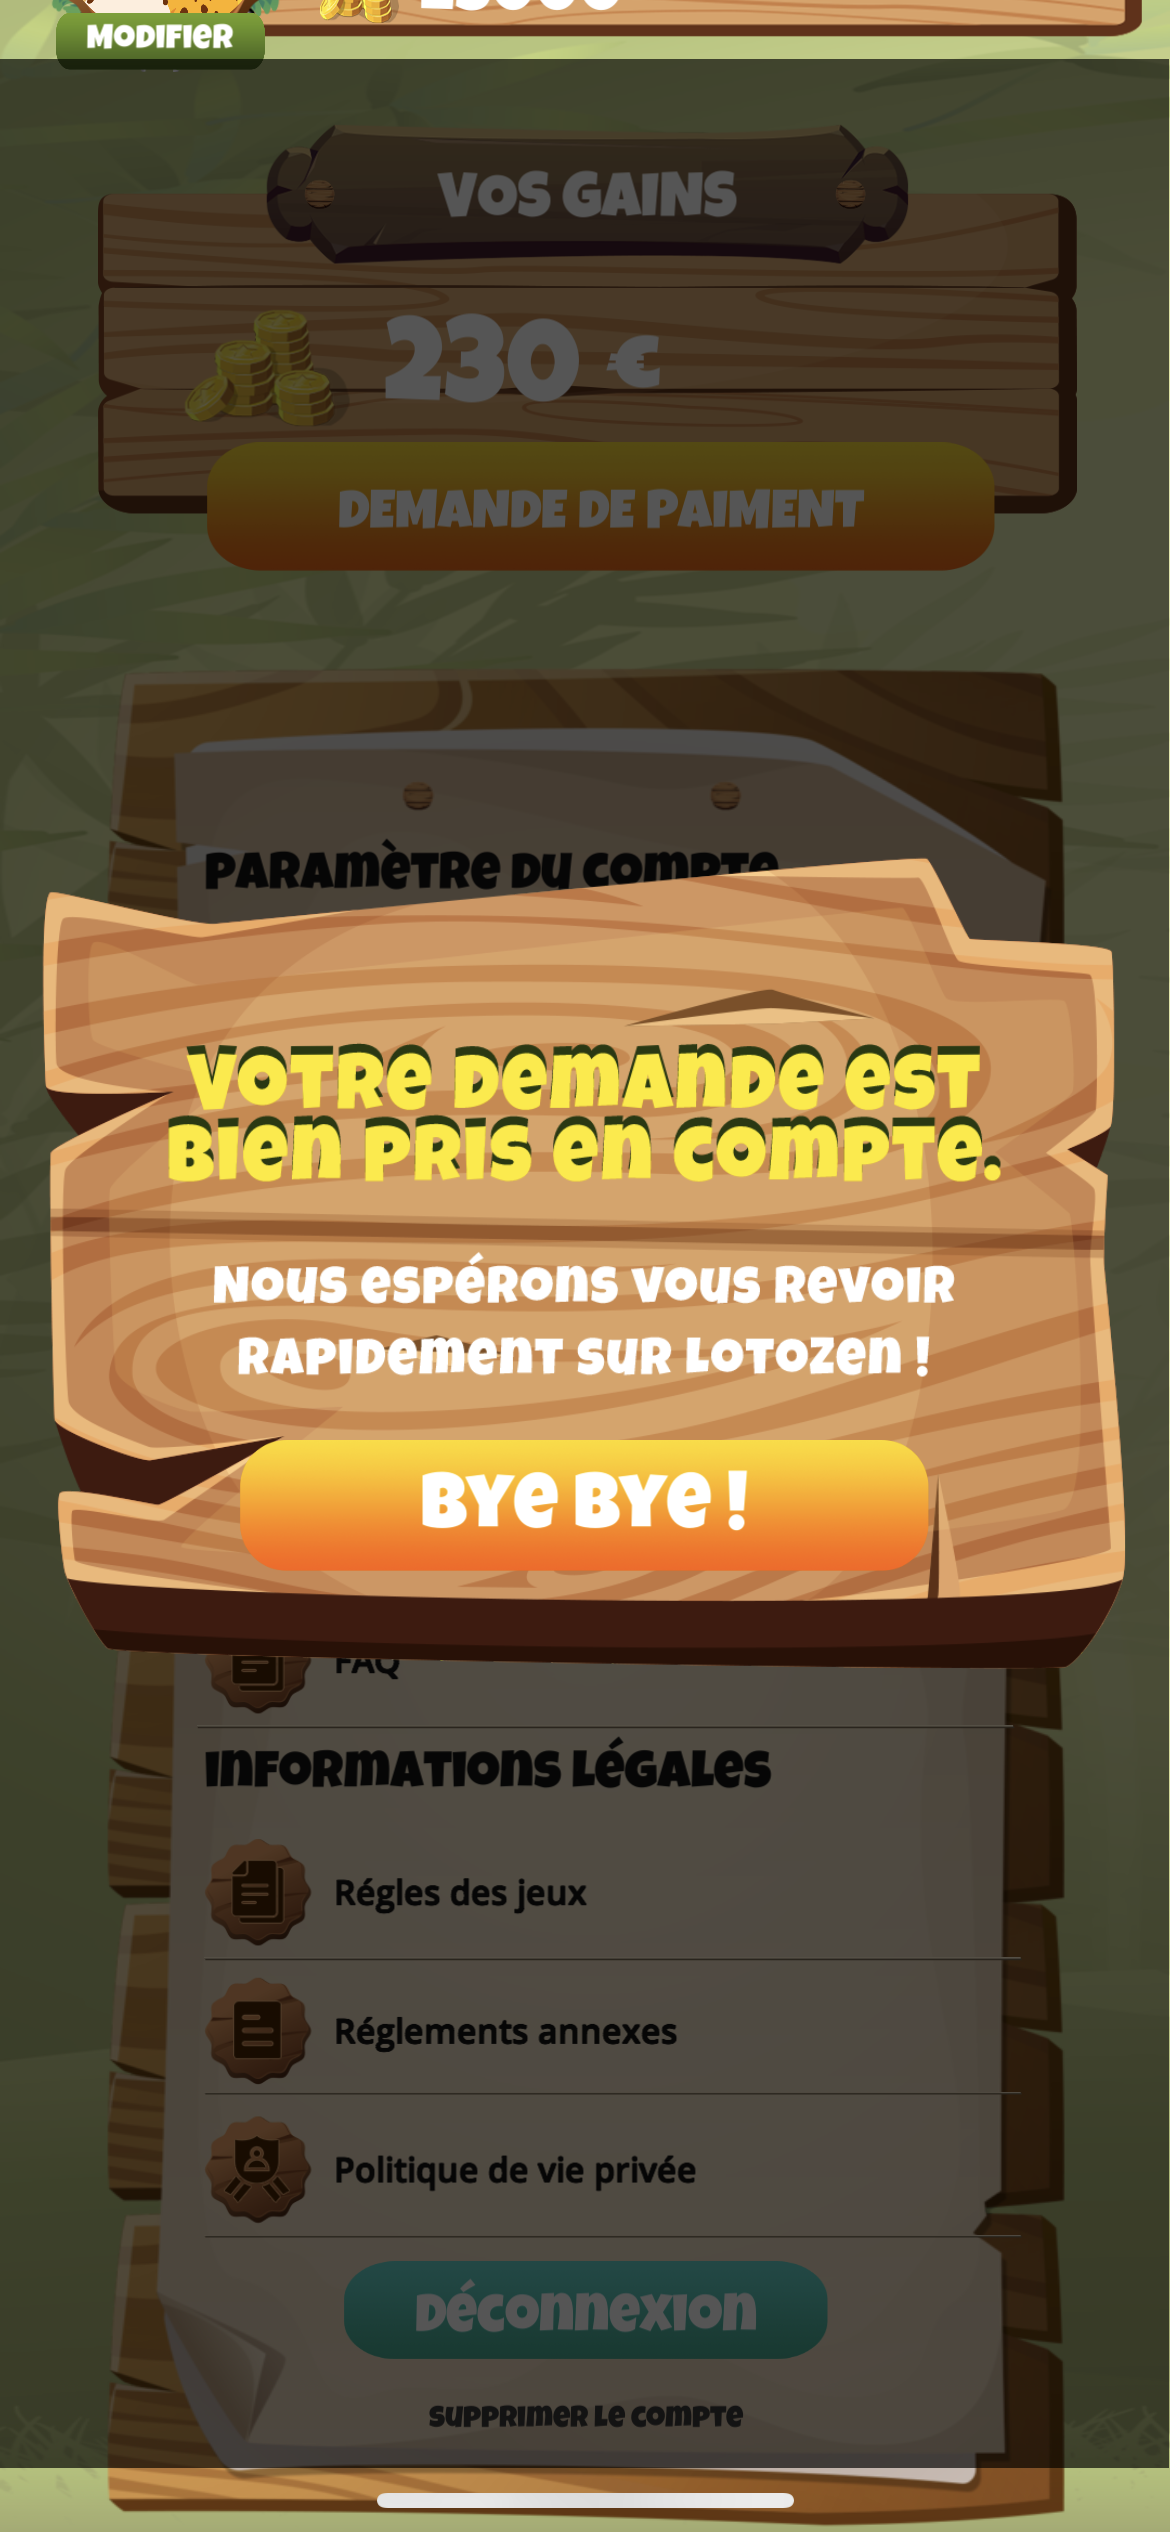 MODIFIER
VOS GAINS
230 €
DEMANDE DE PAIMENT
Paramètre du compte
Votre demande est
bien pris en compte.
Nous espérons vous revoir
rapidement sur Lotozen !
Bye Bye !
FAQ
Informations légales
Régles des jeux
Réglements annexes
Politique de vie privée
Déconnexion
Supprimer le compte